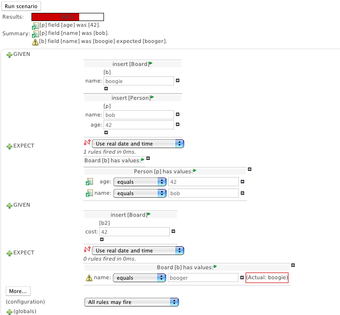 Run scenario
Results:
[p] field [age] was [42].
Summary: [p] field [name] was [bob].
[b] field [name] was [boogie] expected [booger].
GIVEN
insert [Board]
[b]
name: boogie
insert [Person]
[p]
name: bob
age: 42
EXPECT
Use real date and time
1 rules fired in 0ms.
Board [b] has values:
Person [p] has values:
age: equals 42
name: equals bob
GIVEN
insert [Board]
[b2]
cost: 42
EXPECT
Use real date and time
0 rules fired in 0ms.
Board [b] has values:
name: equals booger (Actual: boogie)
More...
(configuration) All rules may fire
(globals)